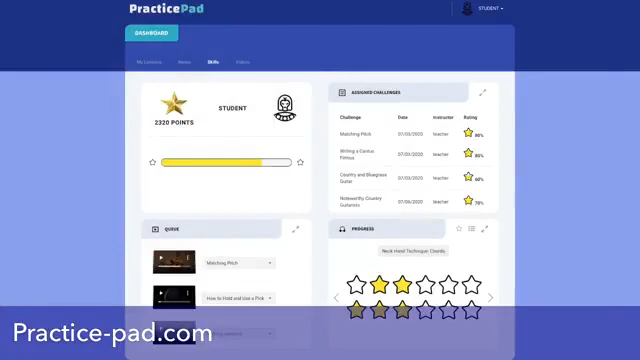 PracticePad
STUDENT
DASHBOARD
My Lessons
News
Skills
Videos
2320 POINTS
STUDENT
ASSIGNED CHALLENGES
Challenge Date Instructor Rating
Matching Pitch 07/03/2020 teacher 90%
Writing a Cantus Firmus 07/03/2020 teacher 80%
Country and Bluegrass Guitar 07/03/2020 teacher 60%
Noteworthy Country Guitarists 07/06/2020 teacher 70%
QUEUE
Matching Pitch
How to Hold and Use a Pick
PROGRESS
Neck Hand Technique: Chords
Practice-pad.com